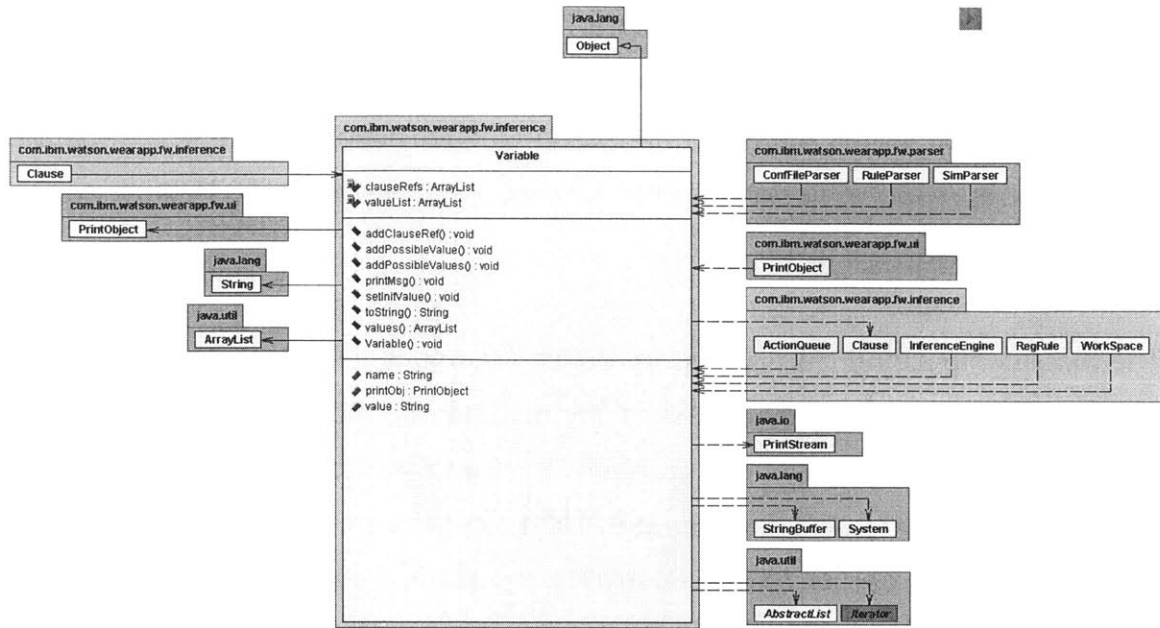 java.lang
Object
com.ibm.watson.wearapp.fw.inference
Clause
com.ibm.watson.wearapp.fw.ui
PrintObject
java.lang
String
java.util
ArrayList
com.ibm.watson.wearapp.fw.inference
Variable
clauseRefs : ArrayList
valueList : ArrayList
addClauseRef() : void
addPossibleValue() : void
addPossibleValues() : void
printMsg() : void
setInitValue() : void
toString() : String
values() : ArrayList
Variable() : void
name : String
printObj : PrintObject
value : String
com.ibm.watson.wearapp.fw.parser
ConfFileParser RuleParser SimParser
com.ibm.watson.wearapp.fw.ui
PrintObject
com.ibm.watson.wearapp.fw.inference
ActionQueue Clause InferenceEngine RegRule WorkSpace
java.io
PrintStream
java.lang
StringBuffer System
java.util
AbstractList Iterator